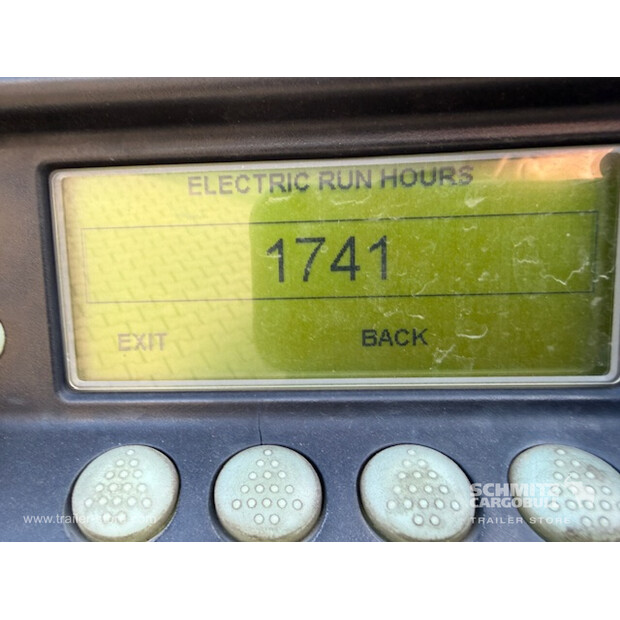 ELECTRIC RUN HOURS
1741
EXIT BACK
SCHMITZ
CARGOBULL
TRAILER STORE